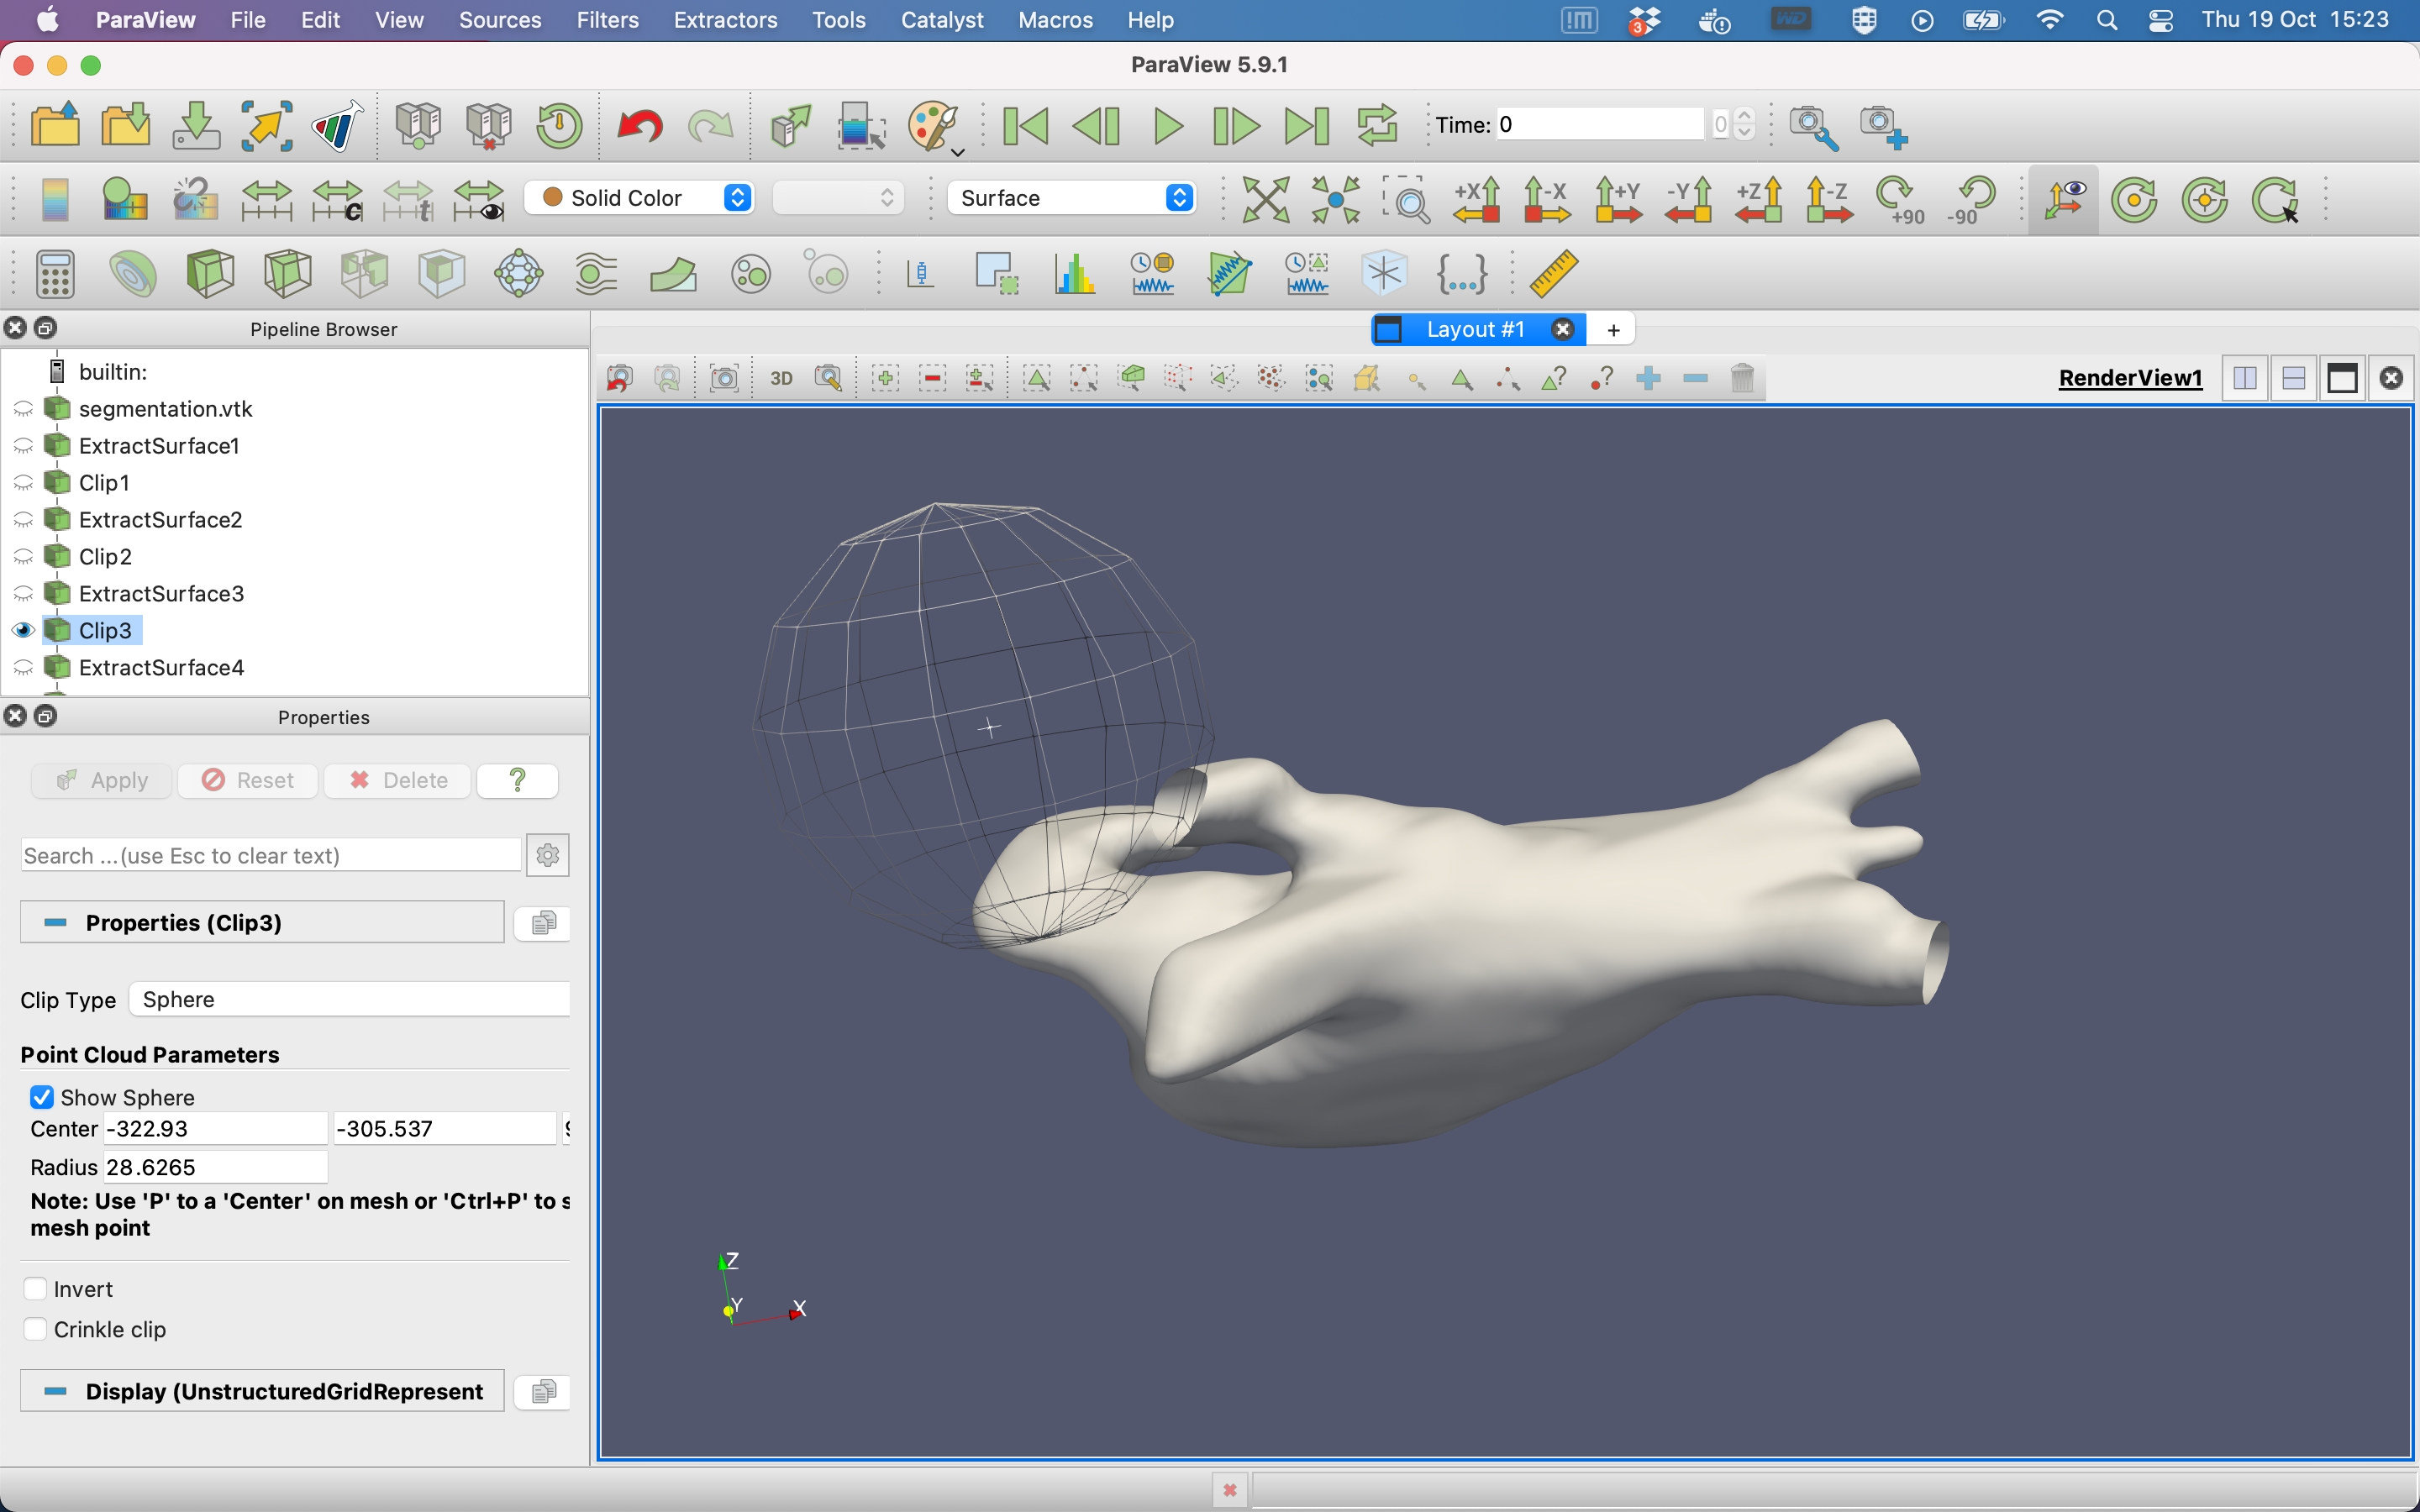 ParaView File Edit View Sources Filters Extractors Tools Catalyst Macros Help 3 WD Thu 19 Oct 15:23
ParaView 5.9.1
Time: 0 0
c t Solid Color Surface +X -X +Y -Y +Z -Z +90 -90
{...}
Pipeline Browser
Layout #1 +
builtin:
3D RenderView1
segmentation.vtk
ExtractSurface1
Clip1
ExtractSurface2
Clip2
ExtractSurface3
Clip3
ExtractSurface4
Properties
Apply Reset Delete ?
Search ...(use Esc to clear text)
Properties (Clip3)
Clip Type Sphere
Point Cloud Parameters
Show Sphere
Center -322.93 -305.537
Radius 28.6265
Note: Use 'P' to a 'Center' on mesh or 'Ctrl+P' to s
mesh point
Invert
Crinkle clip
Display (UnstructuredGridRepresent
Z
Y X